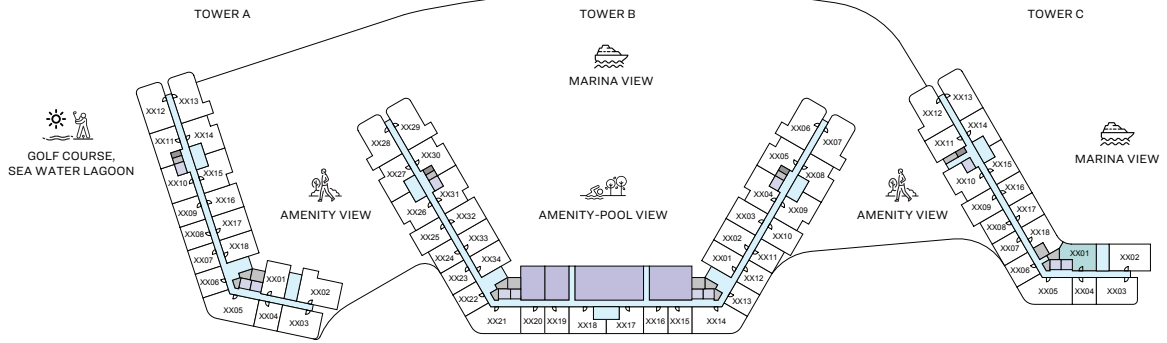 TOWER A
TOWER B
TOWER C
MARINA VIEW
GOLF COURSE,
SEA WATER LAGOON
AMENITY VIEW
AMENITY-POOL VIEW
AMENITY VIEW
MARINA VIEW
XX12
XX13
XX11
XX14
XX10
XX15
XX09
XX16
XX08
XX17
XX07
XX18
XX06
XX01
XX02
XX05
XX04
XX03
XX29
XX28
XX30
XX27
XX31
XX26
XX32
XX25
XX33
XX24
XX34
XX23
XX22
XX21
XX20
XX19
XX18
XX17
XX16
XX15
XX14
XX13
XX12
XX11
XX10
XX09
XX08
XX07
XX06
XX05
XX04
XX03
XX02
XX01
XX13
XX12
XX14
XX11
XX15
XX10
XX16
XX09
XX17
XX08
XX18
XX07
XX06
XX01
XX02
XX05
XX04
XX03